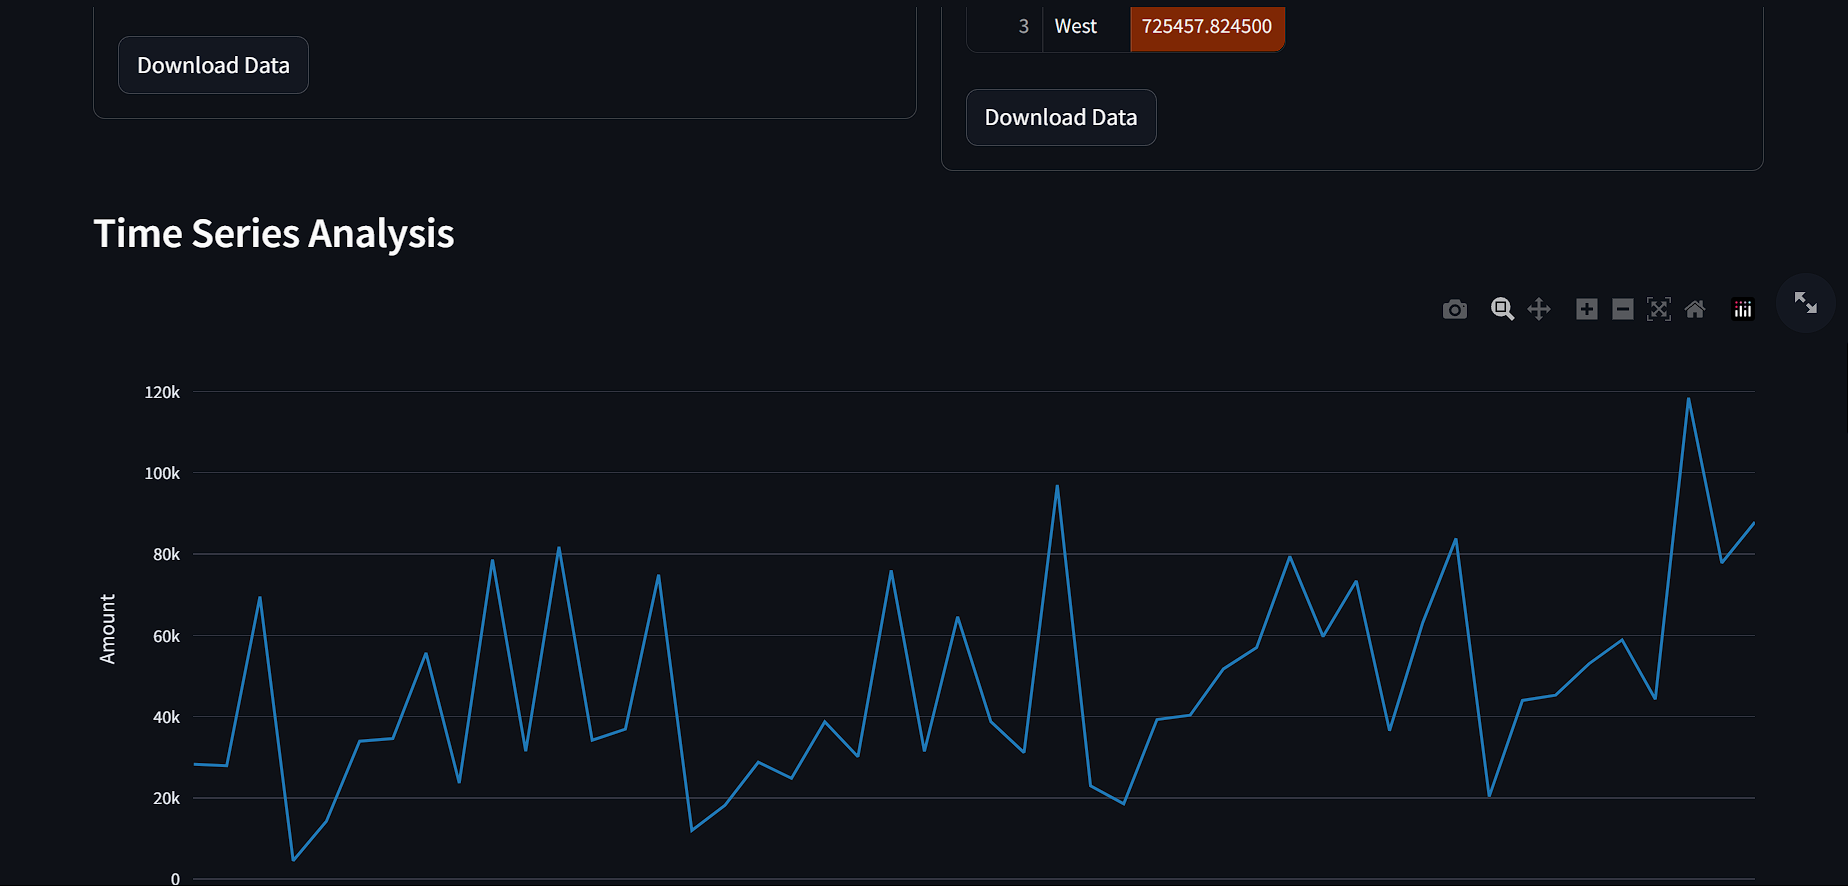 Download Data
3 West 725457.824500
Download Data
Time Series Analysis
120k
100k
80k
60k
40k
20k
0
Amount